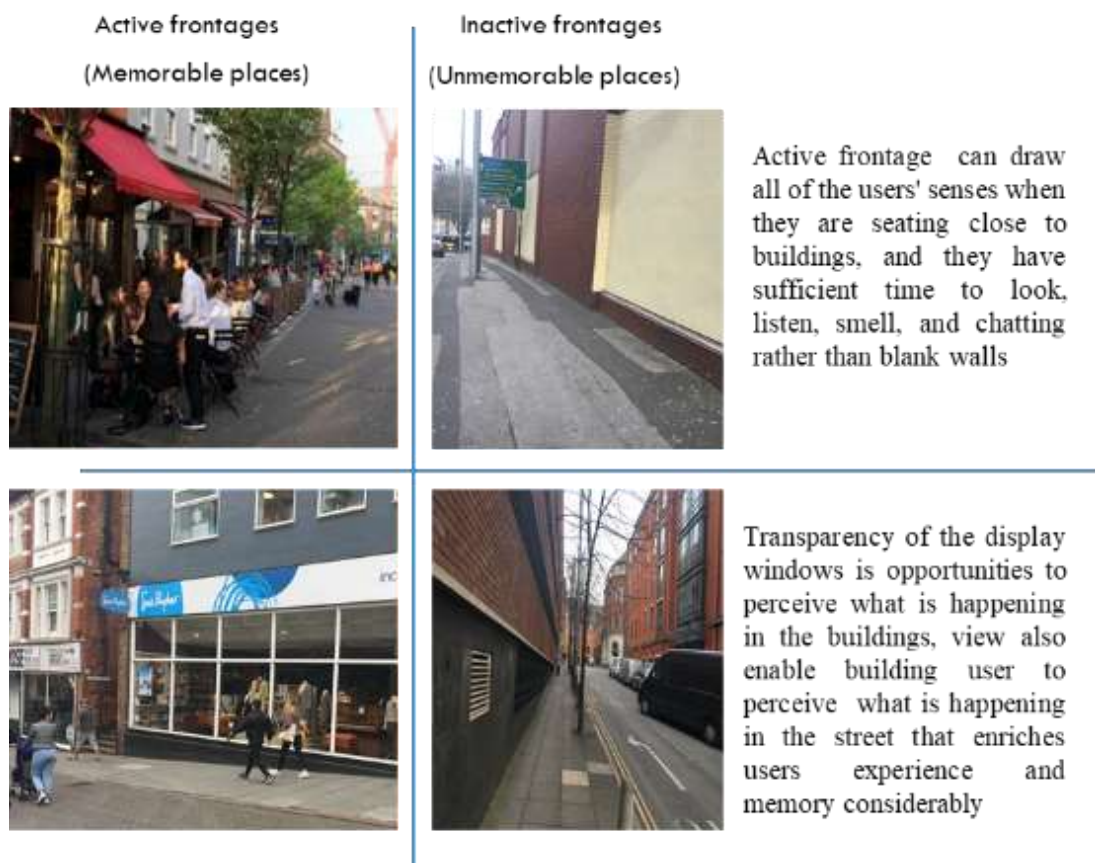 Active frontages
(Memorable places)
Inactive frontages
(Unmemorable places)
Active frontage can draw
all of the users' senses when
they are seating close to
buildings, and they have
sufficient time to look,
listen, smell, and chatting
rather than blank walls
Transparency of the display
windows is opportunities to
perceive what is happening
in the buildings, view also
enable building user to
perceive what is happening
in the street that enriches
users experience and
memory considerably